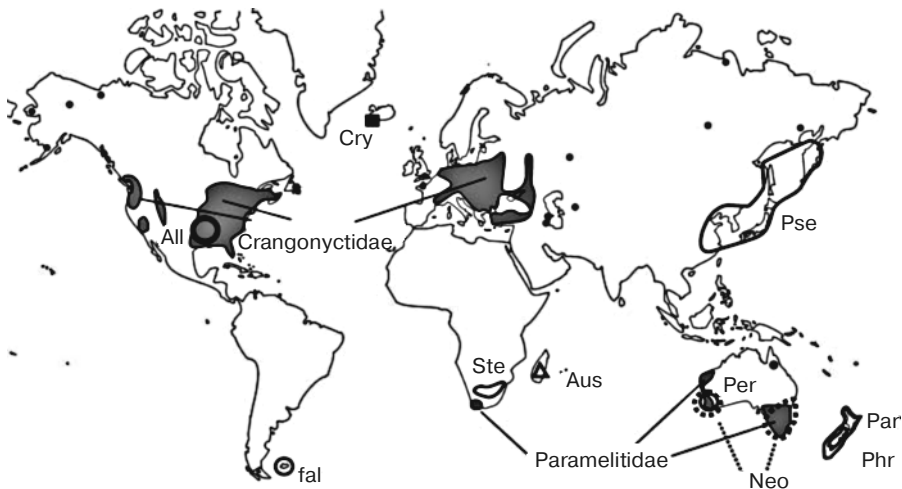 Cry
Pse
All
Crangonyctidae
Ste
Aus
Per
Par
Phr
Paramelitidae
Neo
fal